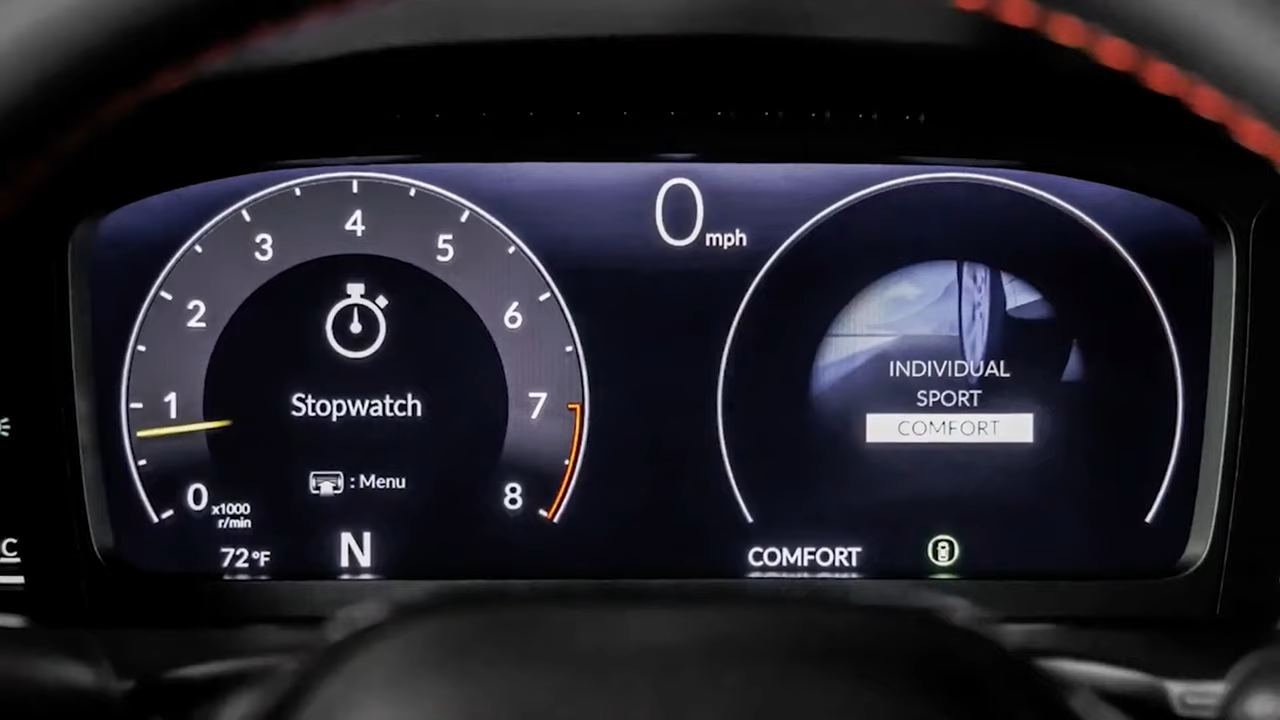 0 mph
4
3
5
2
6
Stopwatch
1
7
: Menu
0
x1000
r/min
8
72°F
N
INDIVIDUAL
SPORT
COMFORT
COMFORT
C